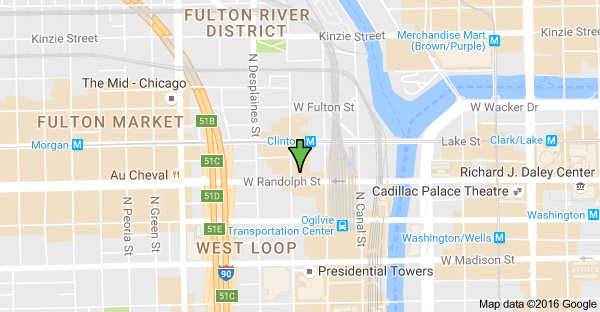 FULTON RIVER
DISTRICT
Kinzie Street
Kinzie Street
Merchandise Mart
(Brown/Purple)
The Mid - Chicago
N Desplaines St
W Fulton St
W Wacker Dr
FULTON MARKET
51B
Morgan
Clinton
Lake St
Clark/Lake
51C
Au Cheval
W Randolph St
Richard J. Daley Center
51D
Cadillac Palace Theatre
N Peoria St
N Green St
N Canal St
Washington
51E
Ogilvie
Transportation Center
Washington/Wells
WEST LOOP
W Madison St
90
Presidential Towers
51C
Map data ©2016 Google